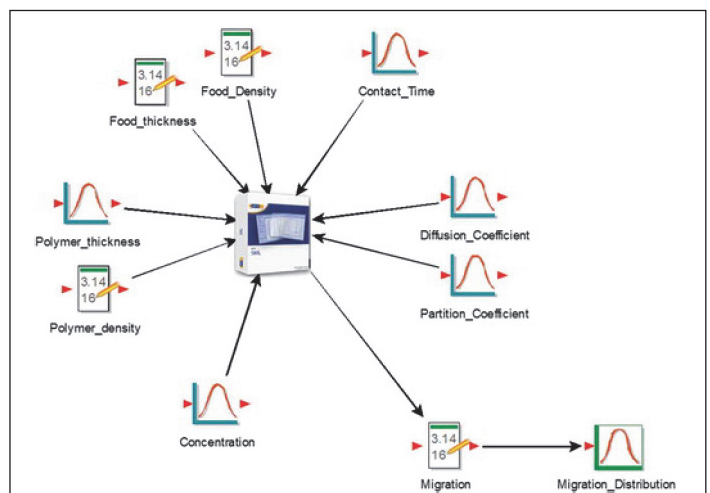 3.14
16
Food_Density
Contact_Time
3.14
16
Food_thickness
Polymer_thickness
Diffusion_Coefficient
3.14
16
Polymer_density
Partition_Coefficient
Concentration
3.14
16
Migration
Migration_Distribution